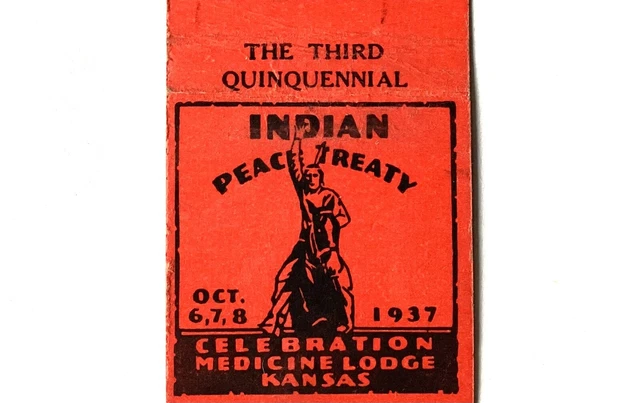 THE THIRD
QUINQUENNIAL
INDIAN
PEACE TREATY
OCT.
6,7,8 1937
CELEBRATION
MEDICINE LODGE
KANSAS